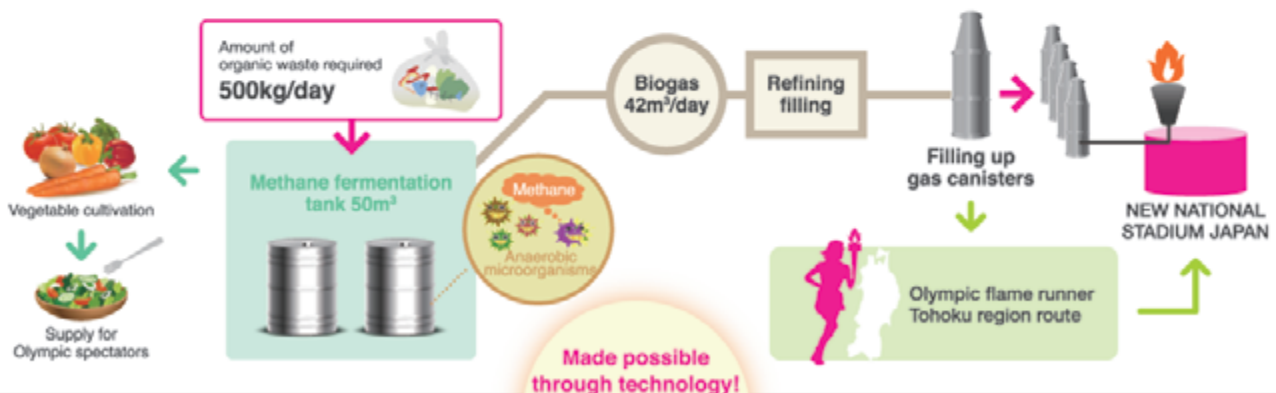 Amount of
organic waste required
500kg/day
Methane fermentation
tank 50m³
Methane
Anaerobic
microorganisms
Vegetable cultivation
Supply for
Olympic spectators
Biogas
42m³/day
Refining
filling
Filling up
gas canisters
NEW NATIONAL
STADIUM JAPAN
Olympic flame runner
Tohoku region route
Made possible
through technology!